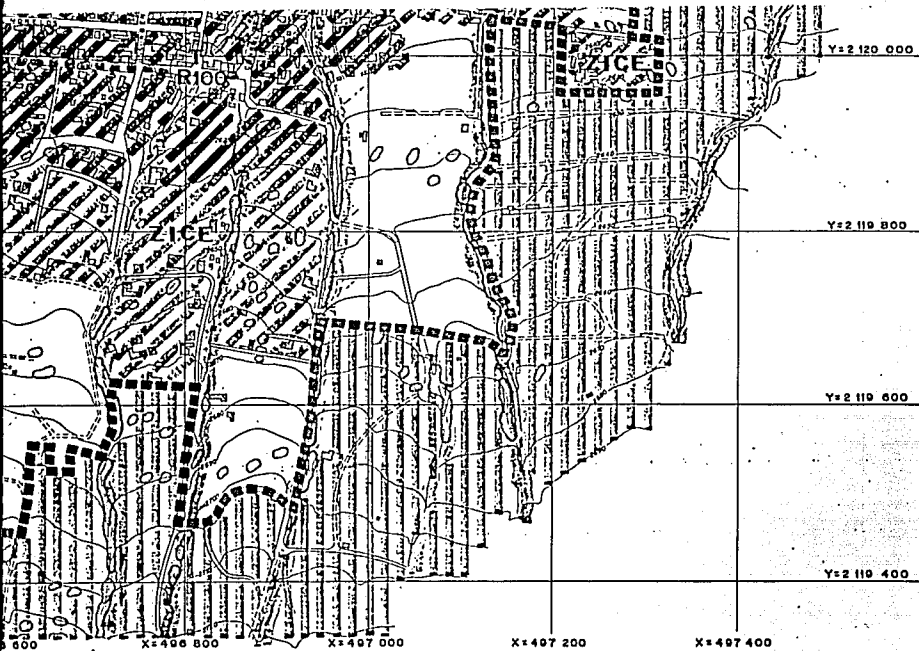 Y=2 120 000
R100
ZICE
ZICE
Y=2 119 800
Y=2 119 600
Y=2 119 400
600
X=496 800
X=497 000
X=497 200
X=497 400